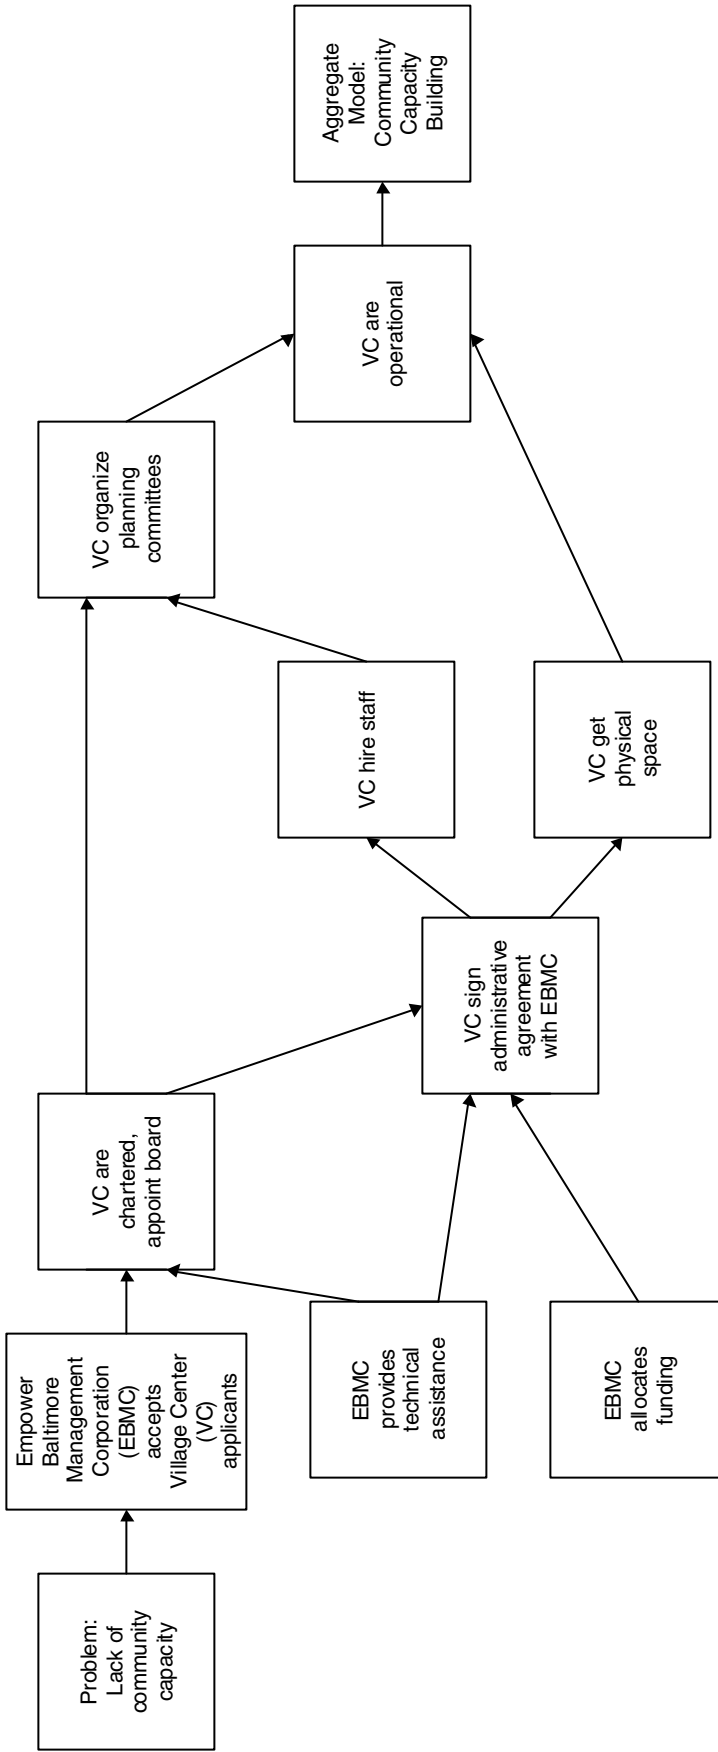 Problem:
Lack of
community
capacity
Empower
Baltimore
Management
Corporation
(EBMC)
accepts
Village Center
(VC)
applicants
EBMC
provides
technical
assistance
EBMC
allocates
funding
VC are
chartered,
appoint board
VC sign
administrative
agreement
with EBMC
VC hire staff
VC get
physical
space
VC organize
planning
committees
VC are
operational
Aggregate
Model:
Community
Capacity
Building